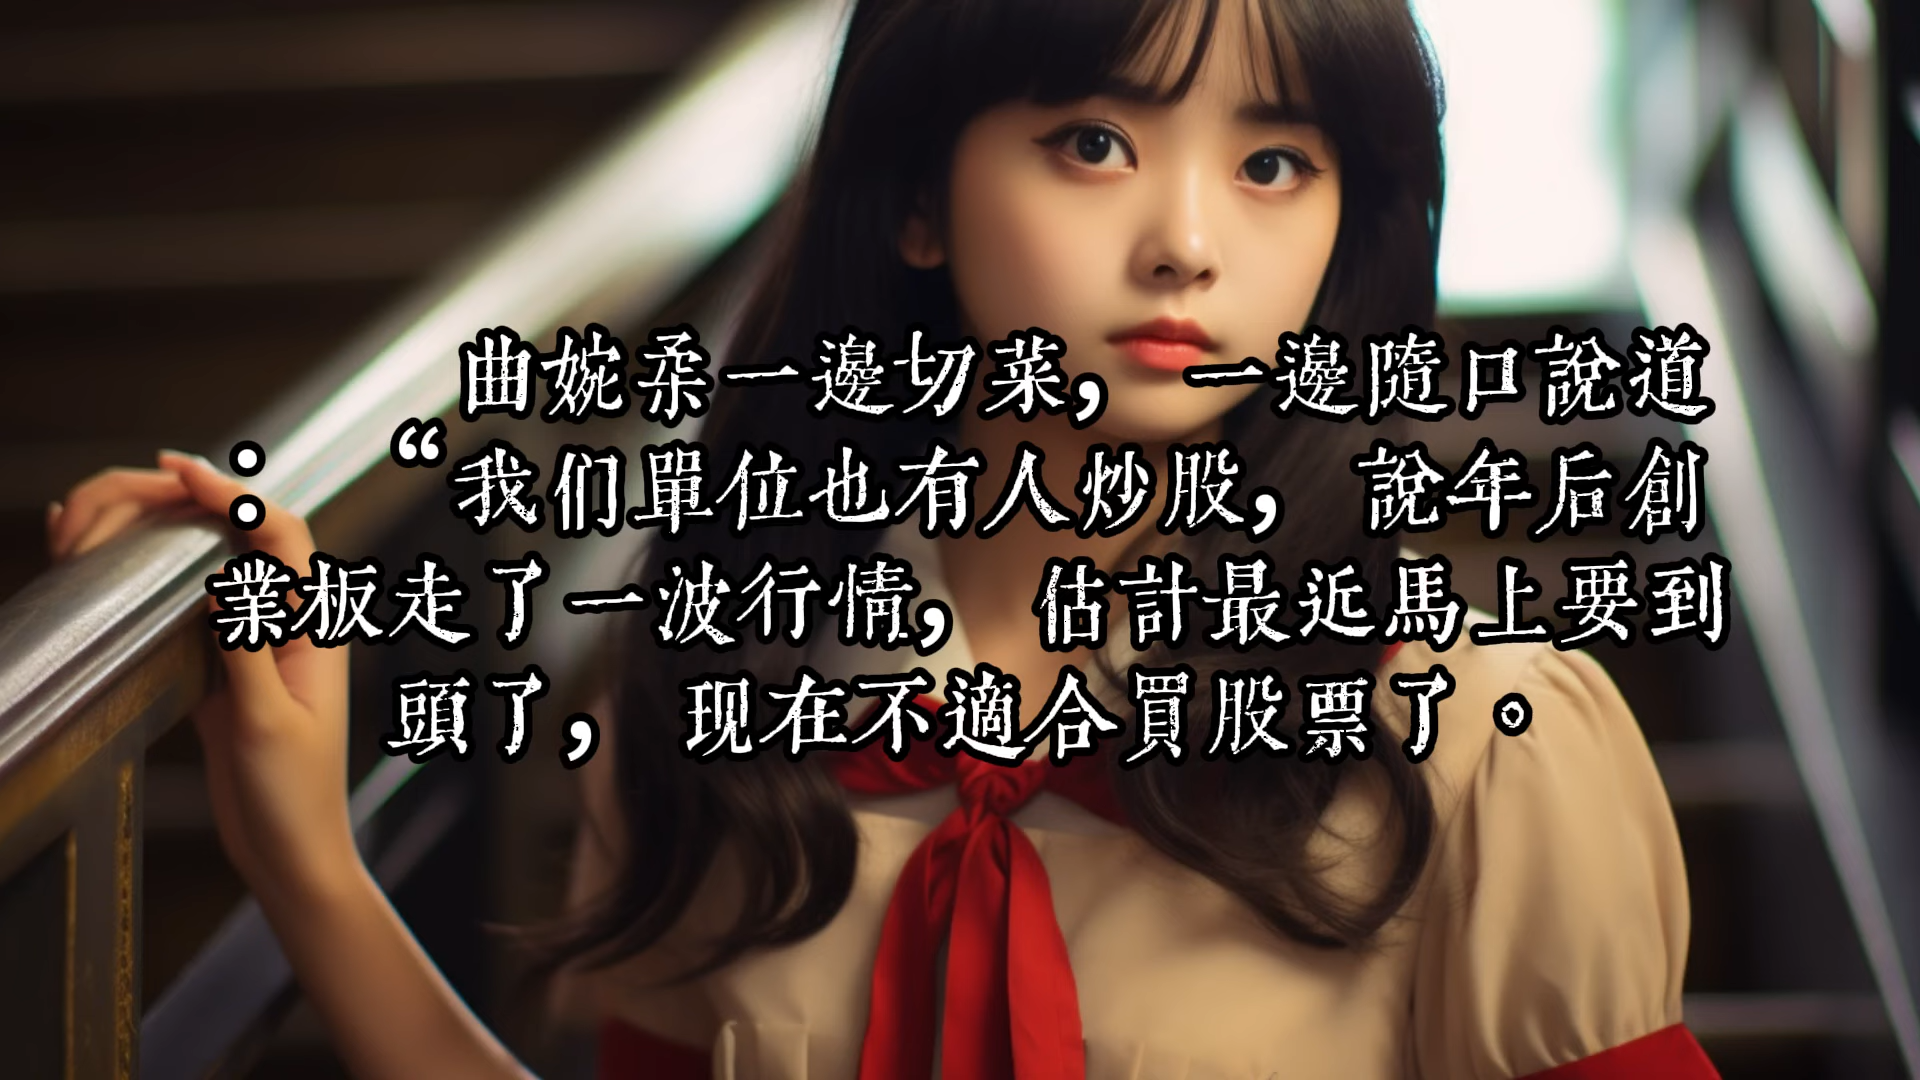 曲婉柔一邊切菜，一邊隨口說道
：“我们單位也有人炒股，說年后創
業板走了一波行情，估計最近馬上要到
頭了，现在不適合買股票了。